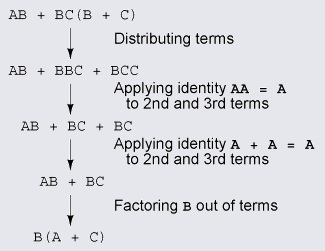 AB + BC(B + C)
Distributing terms
AB + BBC + BCC
Applying identity AA = A
to 2nd and 3rd terms
AB + BC + BC
Applying identity A + A = A
to 2nd and 3rd terms
AB + BC
Factoring B out of terms
B(A + C)